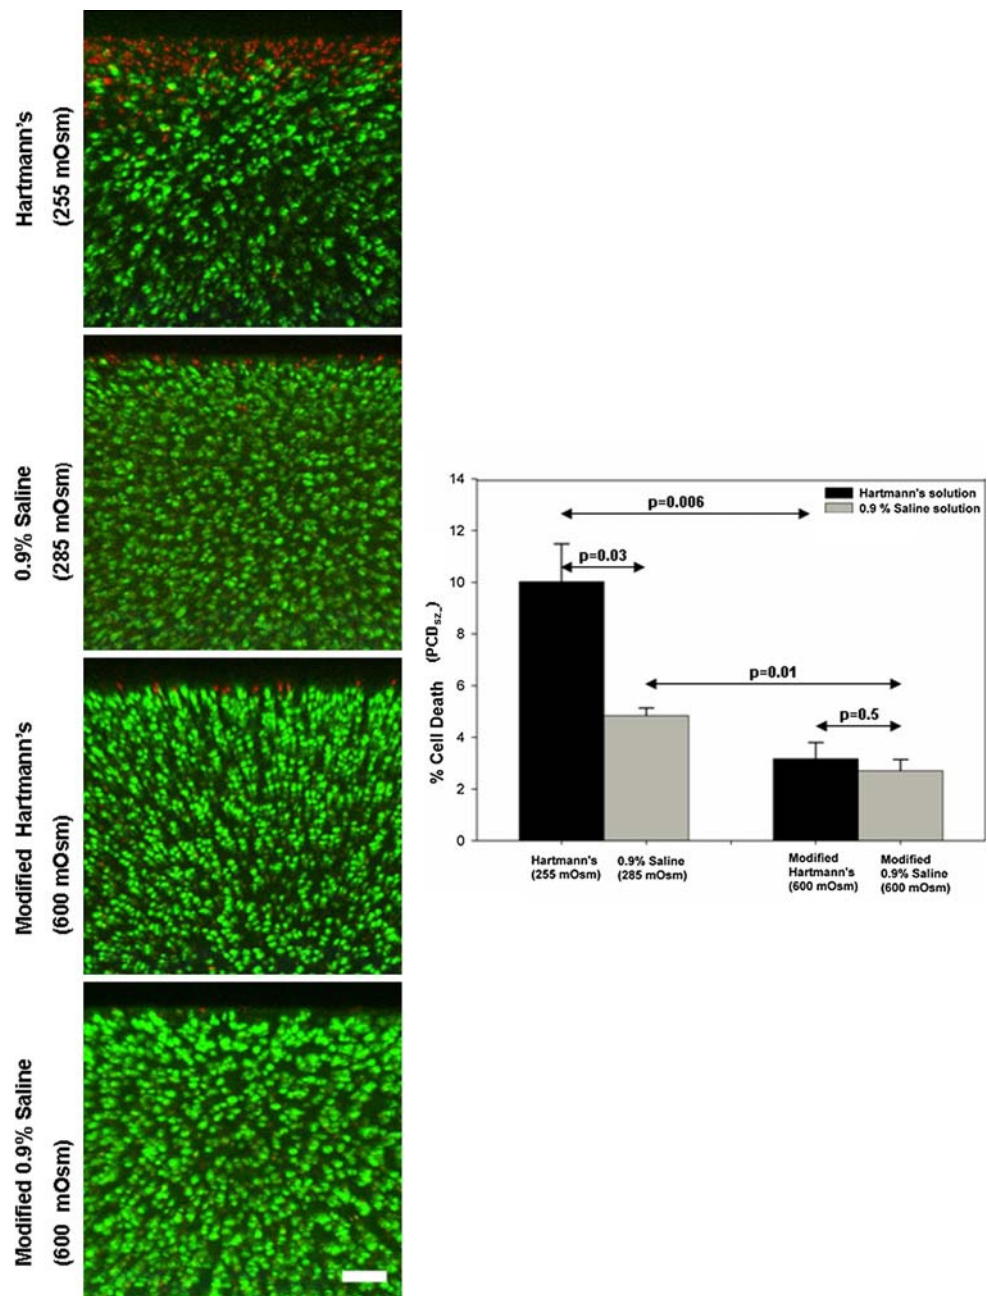 Hartmann's
(255 mOsm)
0.9% Saline
(285 mOsm)
Modified Hartmann's
(600 mOsm)
Modified 0.9% Saline
(600 mOsm)
% Cell Death (PCDsz.)
14
12
10
8
6
4
2
0
Hartmann's solution
0.9 % Saline solution
p=0.006
p=0.03
p=0.01
p=0.5
Hartmann's
(255 mOsm)
0.9% Saline
(285 mOsm)
Modified
Hartmann's
(600 mOsm)
Modified
0.9% Saline
(600 mOsm)